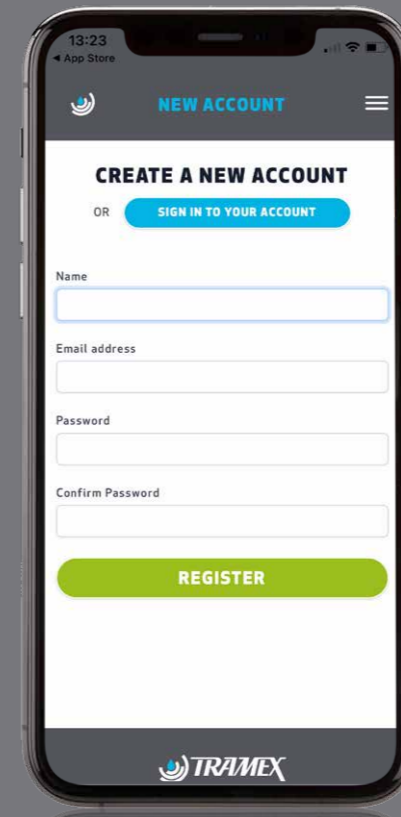 13:23
◀ App Store
NEW ACCOUNT
CREATE A NEW ACCOUNT
OR SIGN IN TO YOUR ACCOUNT
Name
Email address
Password
Confirm Password
REGISTER
TRAMEX